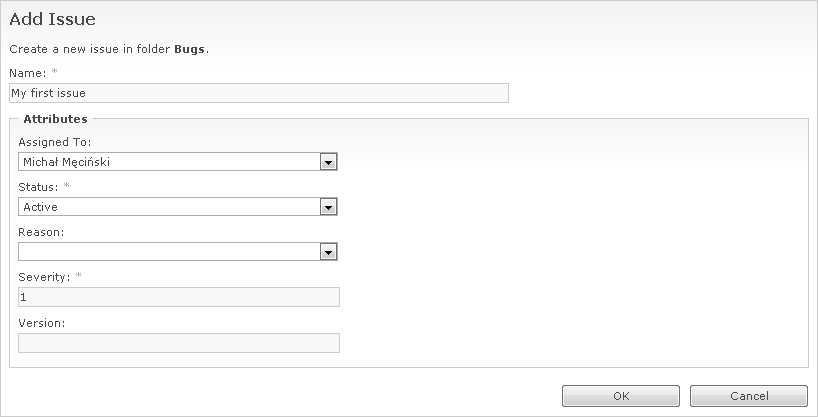 Add Issue
Create a new issue in folder Bugs.
Name: *
My first issue
Attributes
Assigned To:
Michał Męciński
Status: *
Active
Reason:
Severity: *
1
Version:
OK Cancel